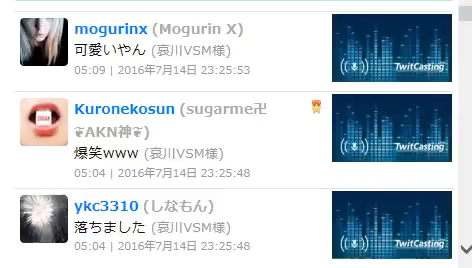 mogurinx (Mogurin X)
可愛いやん (哀川VSM様)
05:09 | 2016年7月14日 23:25:53
TwitCasting
Kuronekosun (sugarme卍
❦AKN神❦)
爆笑www (哀川VSM様)
05:04 | 2016年7月14日 23:25:48
TwitCasting
ykc3310 (しなもん)
落ちました (哀川VSM様)
05:04 | 2016年7月14日 23:25:48
TwitCasting